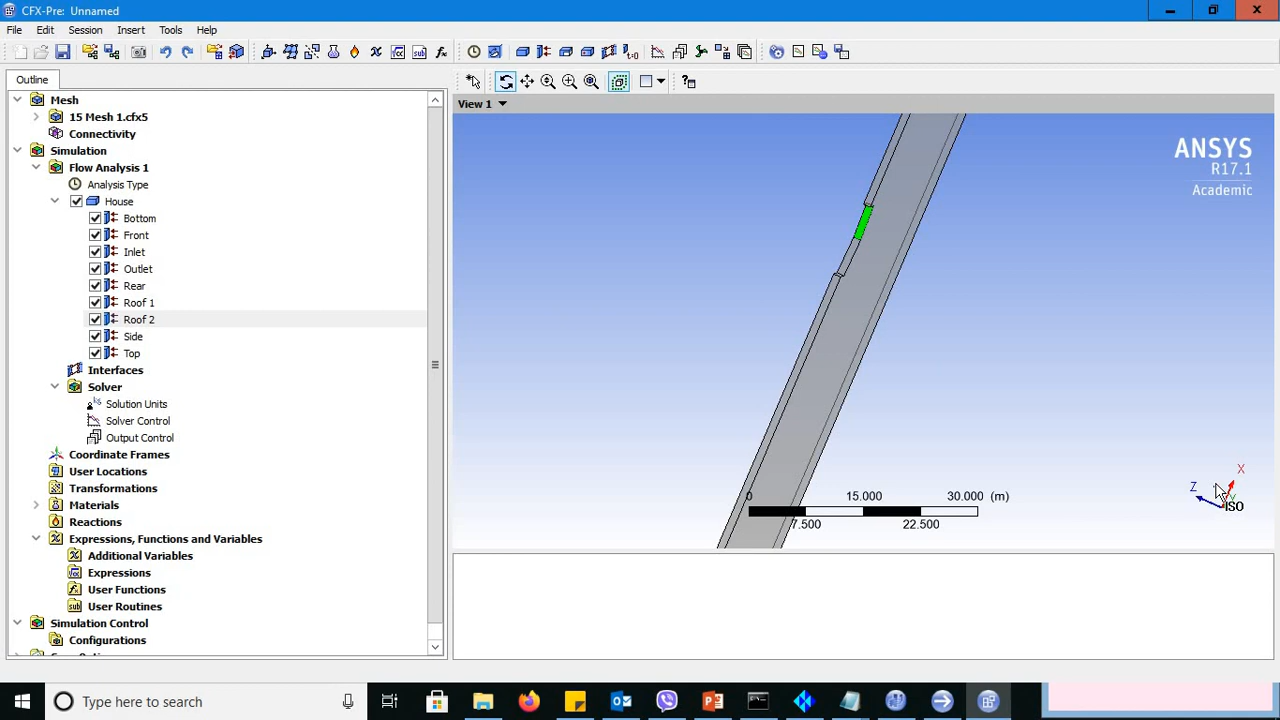 CFX-Pre: Unnamed
File Edit Session Insert Tools Help
Outline
View 1
Mesh
15 Mesh 1.cfx5
Connectivity
Simulation
Flow Analysis 1
Analysis Type
House
Bottom
Front
Inlet
Outlet
Rear
Roof 1
Roof 2
Side
Top
Interfaces
Solver
Solution Units
Solver Control
Output Control
Coordinate Frames
User Locations
Transformations
Materials
Reactions
Expressions, Functions and Variables
Additional Variables
Expressions
User Functions
User Routines
Simulation Control
Configurations
ANSYS
R17.1
Academic
0 15.000 30.000 (m)
7.500 22.500
X
Z
Y
ISO
Type here to search